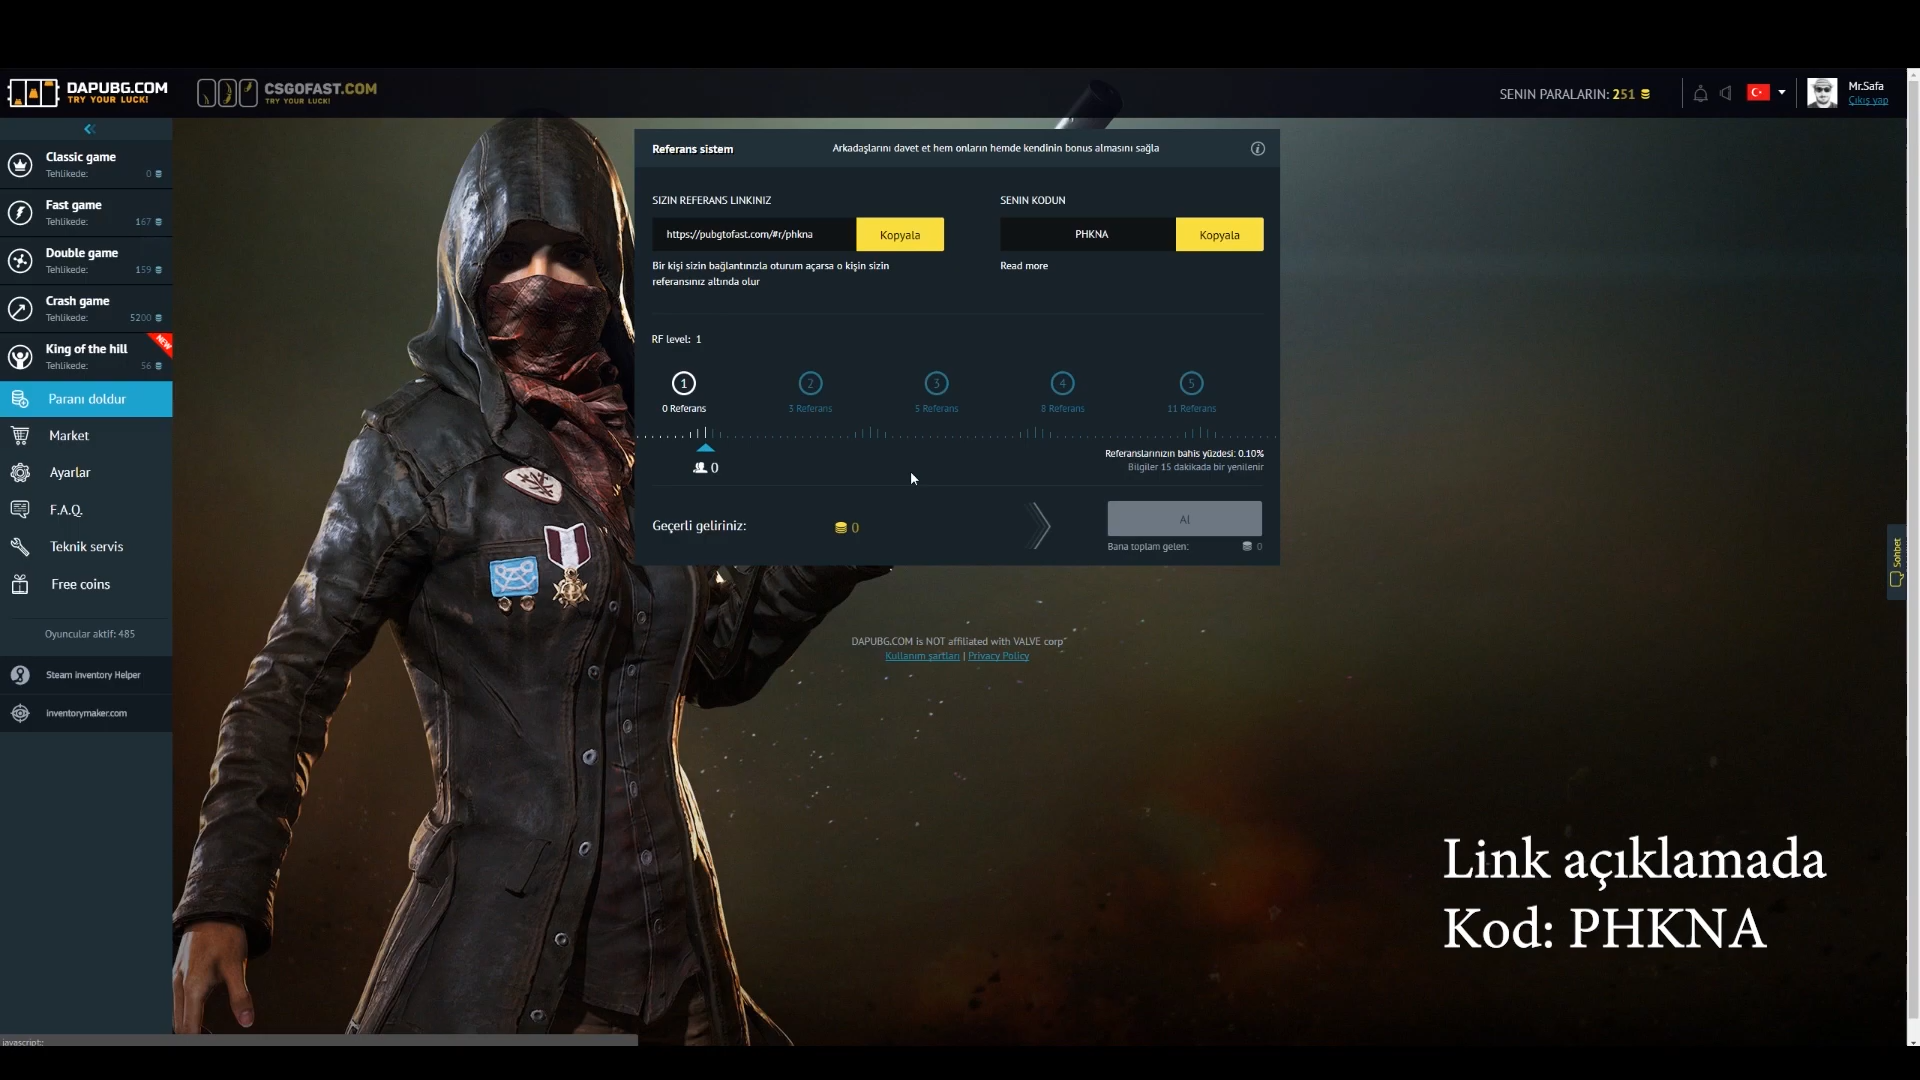 DAPUBG.COM
TRY YOUR LUCK!
CSGOFAST.COM
TRY YOUR LUCK!
SENIN PARALARIN: 251
Mr.Safa
Çıkış yap
Classic game
Tehlikede: 0
Fast game
Tehlikede: 167
Double game
Tehlikede: 159
Crash game
Tehlikede: 5200
King of the hill
NEW
Tehlikede: 56
Paranı doldur
Market
Ayarlar
F.A.Q.
Teknik servis
Free coins
Oyuncular aktif: 485
Steam Inventory Helper
inventorymaker.com
Referans sistem
Arkadaşlarını davet et hem onların hemde kendinin bonus almasını sağla
SIZIN REFERANS LINKINIZ
SENIN KODUN
https://pubgtofast.com/#r/phkna
Kopyala
PHKNA
Kopyala
Bir kişi sizin bağlantınızla oturum açarsa o kişin sizin
referansınız altında olur
Read more
RF level: 1
1
2
3
4
5
0 Referans
3 Referans
5 Referans
8 Referans
11 Referans
0
Referanslarınızın bahis yüzdesi: 0.10%
Bilgiler 15 dakikada bir yenilenir
Geçerli geliriniz:
0
Al
Bana toplam gelen: 0
Sohbet
DAPUBG.COM is NOT affiliated with VALVE corp"
Kullanım şartları | Privacy Policy
Link açıklamada
Kod: PHKNA
javascript:;